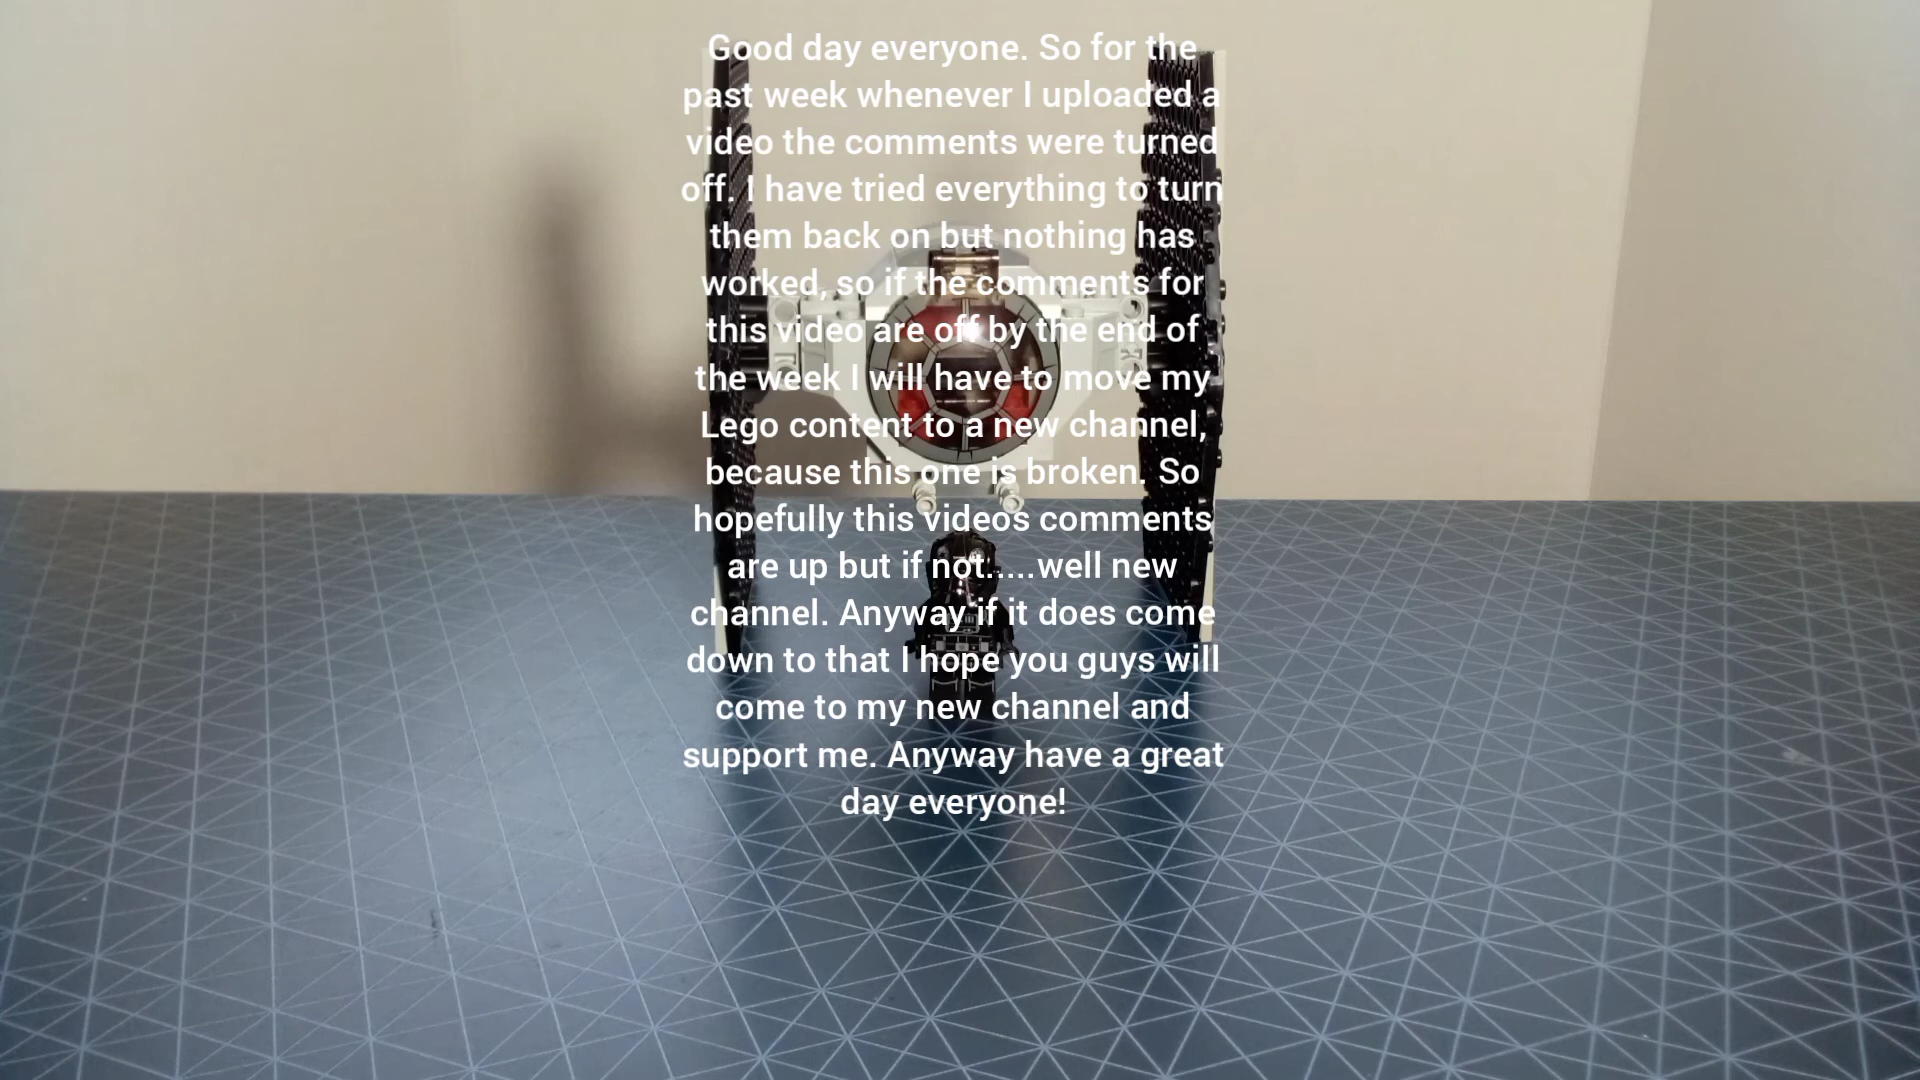 Good day everyone. So for the
past week whenever I uploaded a
video the comments were turned
off. I have tried everything to turn
them back on but nothing has
worked, so if the comments for
this video are off by the end of
the week I will have to move my
Lego content to a new channel,
because this one is broken. So
hopefully this videos comments
are up but if not.....well new
channel. Anyway if it does come
down to that I hope you guys will
come to my new channel and
support me. Anyway have a great
day everyone!